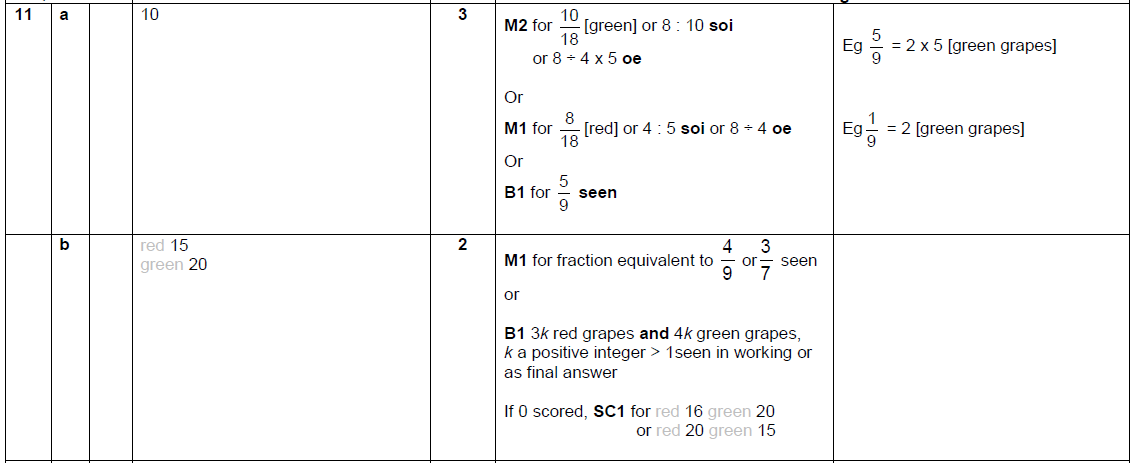 11 a 10 3 M2 for 10/18 [green] or 8 : 10 soi
or 8 ÷ 4 x 5 oe
Eg 5/9 = 2 x 5 [green grapes]
Or
M1 for 8/18 [red] or 4 : 5 soi or 8 ÷ 4 oe
Eg 1/9 = 2 [green grapes]
Or
B1 for 5/9 seen
b red 15 2
green 20
M1 for fraction equivalent to 4/9 or 3/7 seen
or
B1 3k red grapes and 4k green grapes,
k a positive integer > 1seen in working or
as final answer
If 0 scored, SC1 for red 16 green 20
or red 20 green 15